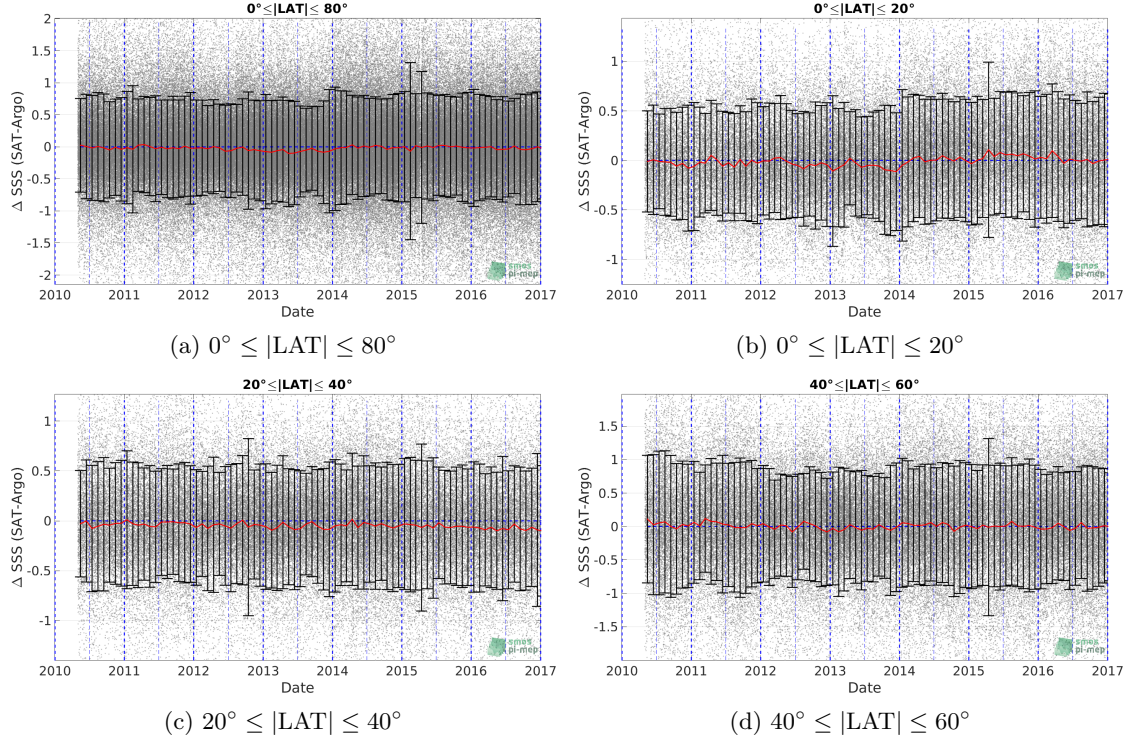 0°≤|LAT|≤ 80°
2
1.5
1
0.5
0
-0.5
-1
-1.5
-2
Δ SSS (SAT-Argo)
2010 2011 2012 2013 2014 2015 2016 2017
Date
smos
pi-mep
(a) 0° ≤ |LAT| ≤ 80°
0°≤|LAT|≤ 20°
1
0.5
0
-0.5
-1
Δ SSS (SAT-Argo)
2010 2011 2012 2013 2014 2015 2016 2017
Date
smos
pi-mep
(b) 0° ≤ |LAT| ≤ 20°
20°≤|LAT|≤ 40°
1
0.5
0
-0.5
-1
Δ SSS (SAT-Argo)
2010 2011 2012 2013 2014 2015 2016 2017
Date
smos
pi-mep
(c) 20° ≤ |LAT| ≤ 40°
40°≤|LAT|≤ 60°
1.5
1
0.5
0
-0.5
-1
-1.5
Δ SSS (SAT-Argo)
2010 2011 2012 2013 2014 2015 2016 2017
Date
smos
pi-mep
(d) 40° ≤ |LAT| ≤ 60°